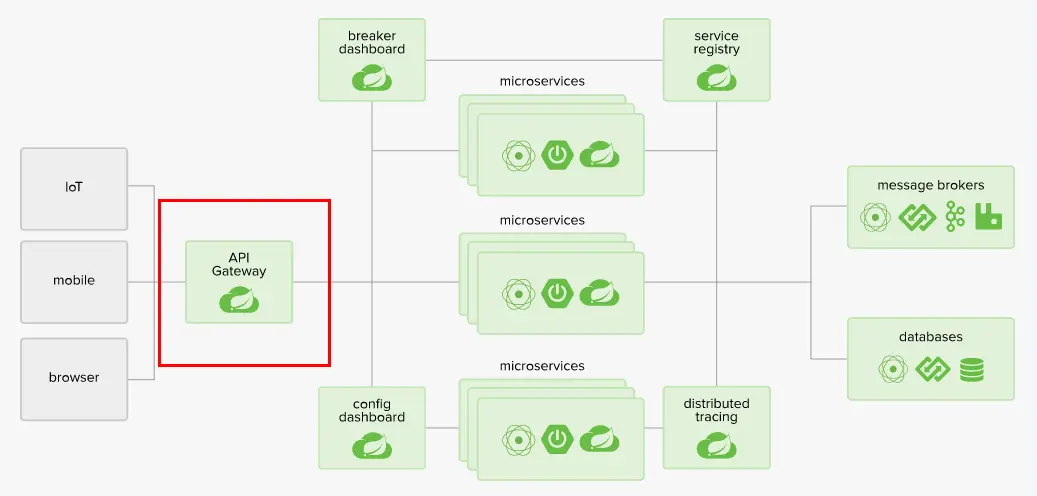 breaker
dashboard
service
registry
microservices
IoT
message brokers
microservices
API
Gateway
mobile
databases
microservices
browser
config
dashboard
distributed
tracing